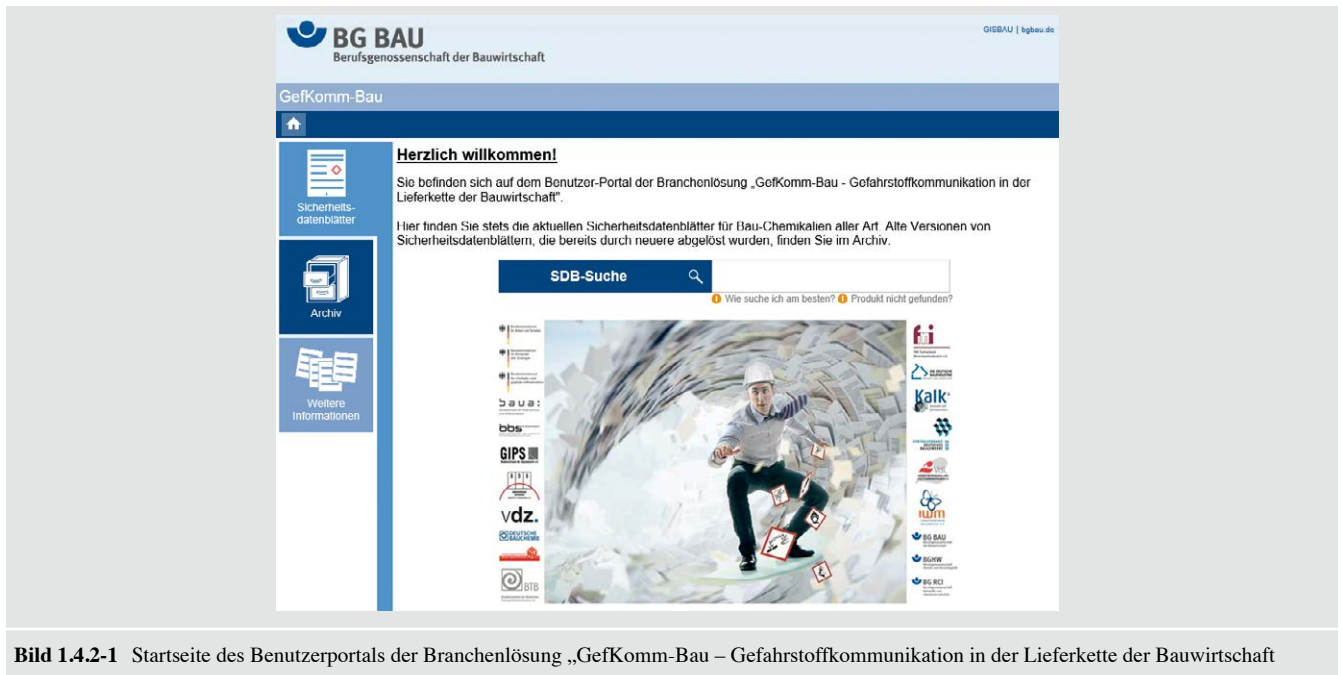 BG BAU
Berufsgenossenschaft der Bauwirtschaft
GISBAU | bgbau.de
GefKomm-Bau
Sicherheits-
datenblätter
Archiv
Weitere
Informationen
Herzlich willkommen!
Sie befinden sich auf dem Benutzer-Portal der Branchenlösung „GefKomm-Bau - Gefahrstoffkommunikation in der
Lieferkette der Bauwirtschaft".
Hier finden Sie stets die aktuellen Sicherheitsdatenblätter für Bau-Chemikalien aller Art. Alte Versionen von
Sicherheitsdatenblättern, die bereits durch neuere abgelöst wurden, finden Sie im Archiv.
SDB-Suche
Wie suche ich am besten? Produkt nicht gefunden?
baua:
bbs
GIPS
vdz.
DEUTSCHE
BAUCHEMIE
BTB
Kalk
iwm
BG BAU
BGHW
BG RCI
Bild 1.4.2-1 Startseite des Benutzerportals der Branchenlösung „GefKomm-Bau – Gefahrstoffkommunikation in der Lieferkette der Bauwirtschaft